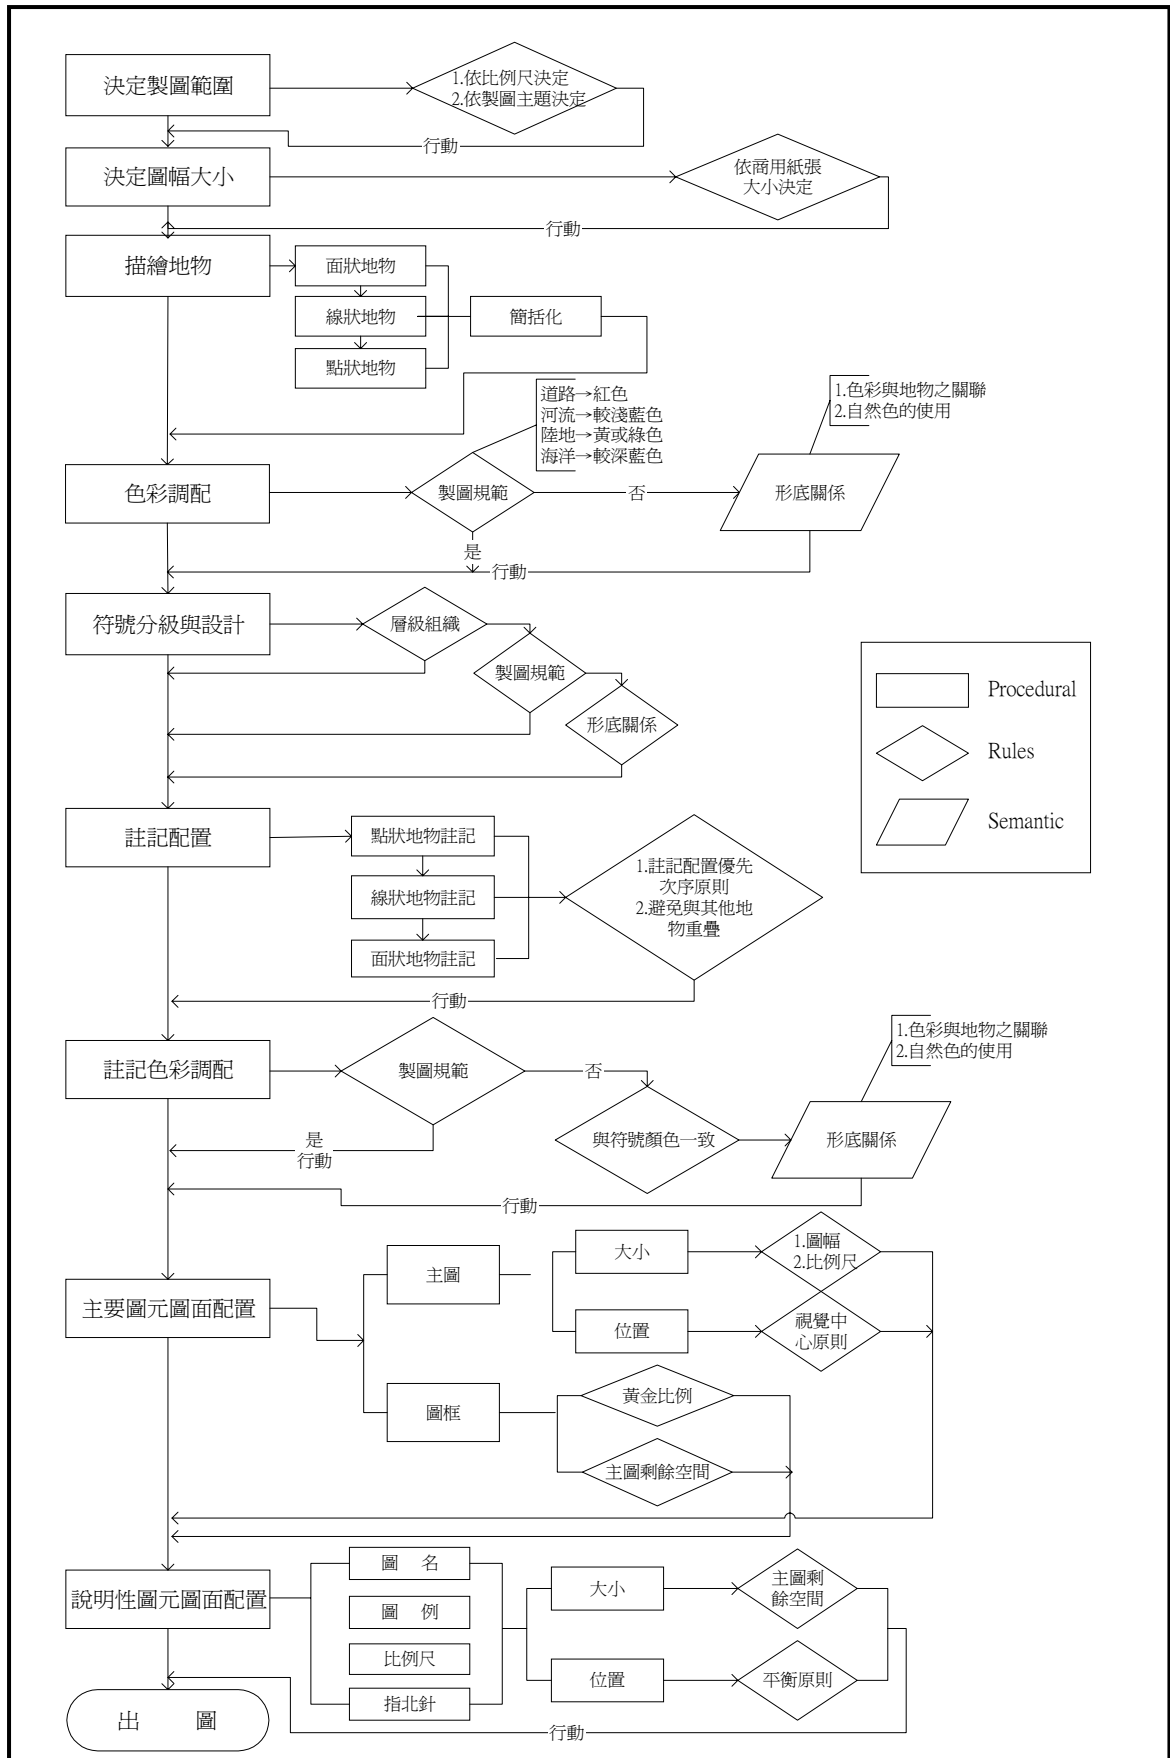 決定製圖範圍
1.依比例尺決定
2.依製圖主題決定
行動
決定圖幅大小
依商用紙張
大小決定
行動
描繪地物
面狀地物
線狀地物
點狀地物
簡括化
道路→紅色
河流→較淺藍色
陸地→黃或綠色
海洋→較深藍色
1.色彩與地物之關聯
2.自然色的使用
色彩調配
製圖規範
否
形底關係
是
行動
符號分級與設計
層級組織
製圖規範
形底關係
Procedural
Rules
Semantic
註記配置
點狀地物註記
線狀地物註記
面狀地物註記
1.註記配置優先
次序原則
2.避免與其他地
物重疊
行動
1.色彩與地物之關聯
2.自然色的使用
註記色彩調配
製圖規範
否
與符號顏色一致
形底關係
是
行動
行動
主要圖元圖面配置
主圖
大小
1.圖幅
2.比例尺
位置
視覺中
心原則
圖框
黃金比例
主圖剩餘空間
說明性圖元圖面配置
圖 名
圖 例
比例尺
指北針
大小
主圖剩
餘空間
位置
平衡原則
行動
出 圖